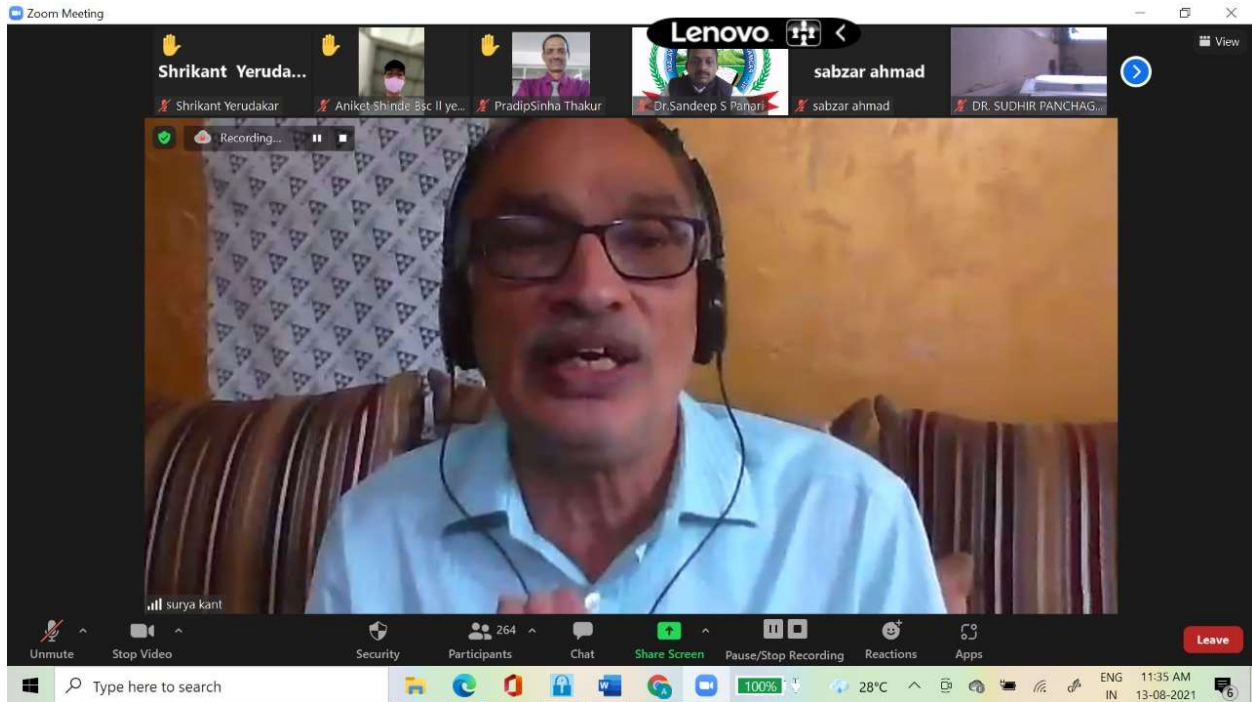 Zoom Meeting
Lenovo
View
Shrikant Yeruda...
sabzar ahmad
Shrikant Yerudakar
Aniket Shinde Bsc II ye...
PradipSinha Thakur
Dr.Sandeep S Panari
sabzar ahmad
DR. SUDHIR PANCHAG...
Recording...
surya kant
Unmute
Stop Video
Security
264
Participants
Chat
Share Screen
Pause/Stop Recording
Reactions
Apps
Leave
Type here to search
100%
28°C
ENG
IN
11:35 AM
13-08-2021
6